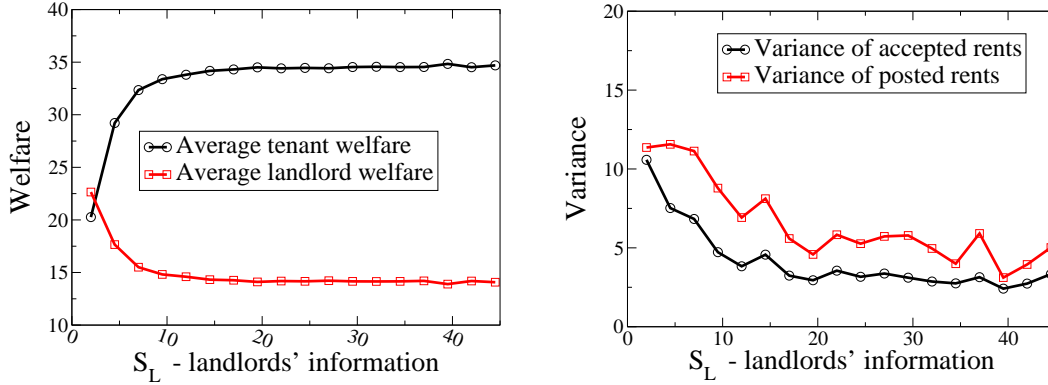 40
35
30
25
20
15
10
Welfare
Average tenant welfare
Average landlord welfare
0
10
20
30
40
S_L - landlords' information
20
15
10
5
0
Variance
Variance of accepted rents
Variance of posted rents
0
10
20
30
40
S_L - landlords' information